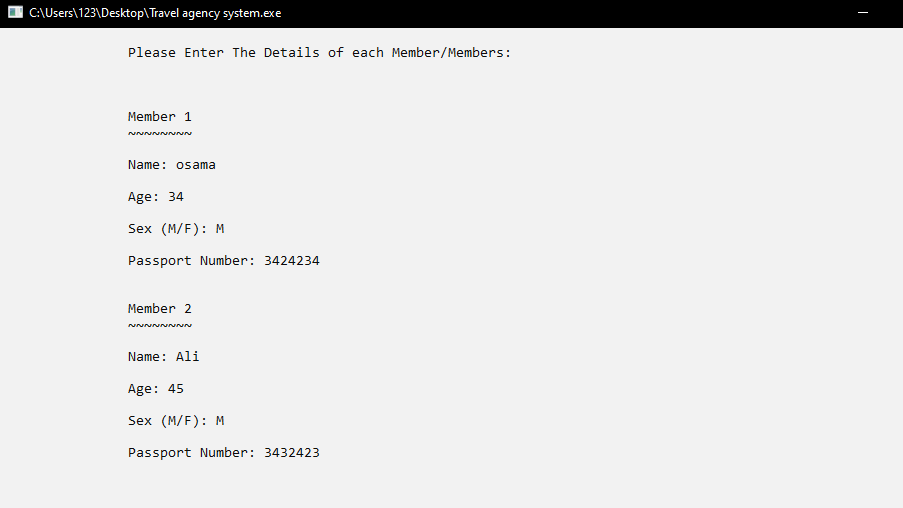 C:\Users\123\Desktop\Travel agency system.exe
Please Enter The Details of each Member/Members:
Member 1
~~~~~~~~
Name: osama
Age: 34
Sex (M/F): M
Passport Number: 3424234
Member 2
~~~~~~~~
Name: Ali
Age: 45
Sex (M/F): M
Passport Number: 3432423